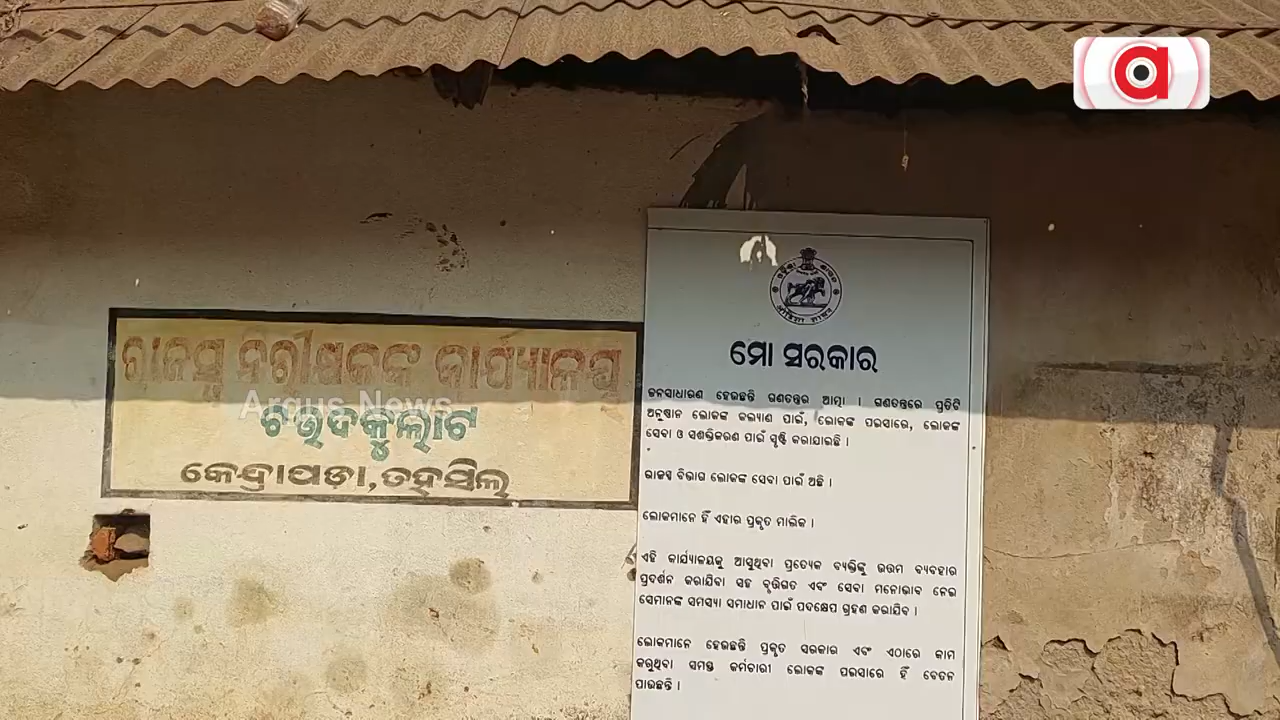 ରାଜସ୍ୱ ନିରୀକ୍ଷକଙ୍କ କାର୍ଯ୍ୟାଳୟ
ଚଉଦକୁଲାଟ
କେନ୍ଦ୍ରାପଡା,ତହସିଲ
Argus News
ମୋ ସରକାର
ଜନସାଧାରଣ ହେଉଛନ୍ତି ଗଣତନ୍ତ୍ରର ଆତ୍ମା । ଗଣତନ୍ତ୍ରରେ ପ୍ରତିଟି
ଅନୁଷ୍ଠାନ ଲୋକଙ୍କ କଲ୍ୟାଣ ପାଇଁ, ଲୋକଙ୍କ ପଇସାରେ, ଲୋକଙ୍କ
ସେବା ଓ ସଶକ୍ତିକରଣ ପାଇଁ ସୃଷ୍ଟି କରାଯାଇଛି ।
ରାଜସ୍ୱ ବିଭାଗ ଲୋକଙ୍କ ସେବା ପାଇଁ ଅଛି ।
ଲୋକମାନେ ହିଁ ଏହାର ପ୍ରକୃତ ମାଲିକ ।
ଏହି କାର୍ଯ୍ୟାଳୟକୁ ଆସୁଥିବା ପ୍ରତ୍ୟେକ ବ୍ୟକ୍ତିଙ୍କୁ ଉତ୍ତମ ବ୍ୟବହାର
ପ୍ରଦର୍ଶନ କରାଯିବା ସହ ବୃତ୍ତିଗତ ଏବଂ ସେବା ମନୋଭାବ ନେଇ
ସେମାନଙ୍କ ସମସ୍ୟା ସମାଧାନ ପାଇଁ ପଦକ୍ଷେପ ଗ୍ରହଣ କରାଯିବ ।
ଲୋକମାନେ ହେଉଛନ୍ତି ପ୍ରକୃତ ସରକାର ଏବଂ ଏଠାରେ କାମ
କରୁଥିବା ସମସ୍ତ କର୍ମଚାରୀ ଲୋକଙ୍କ ପଇସାରେ ହିଁ ବେତନ
ପାଉଛନ୍ତି ।